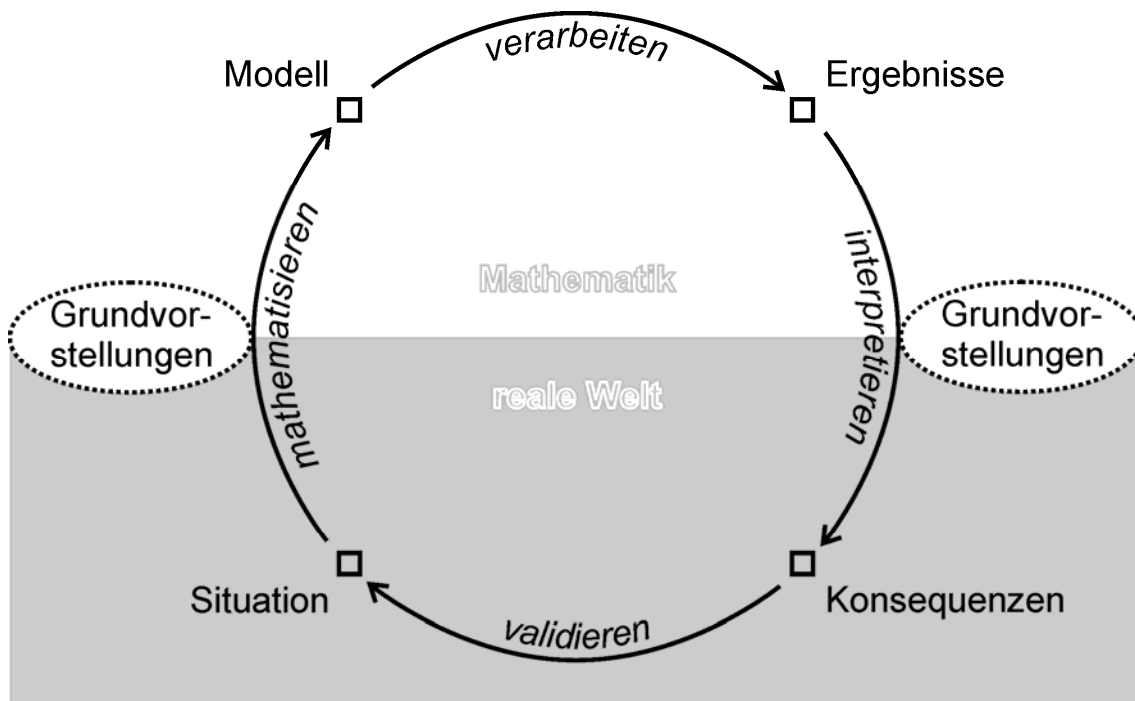 verarbeiten
Modell
Ergebnisse
mathematisieren
interpretieren
Mathematik
Grundvor-
stellungen
Grundvor-
stellungen
reale Welt
Situation
Konsequenzen
validieren